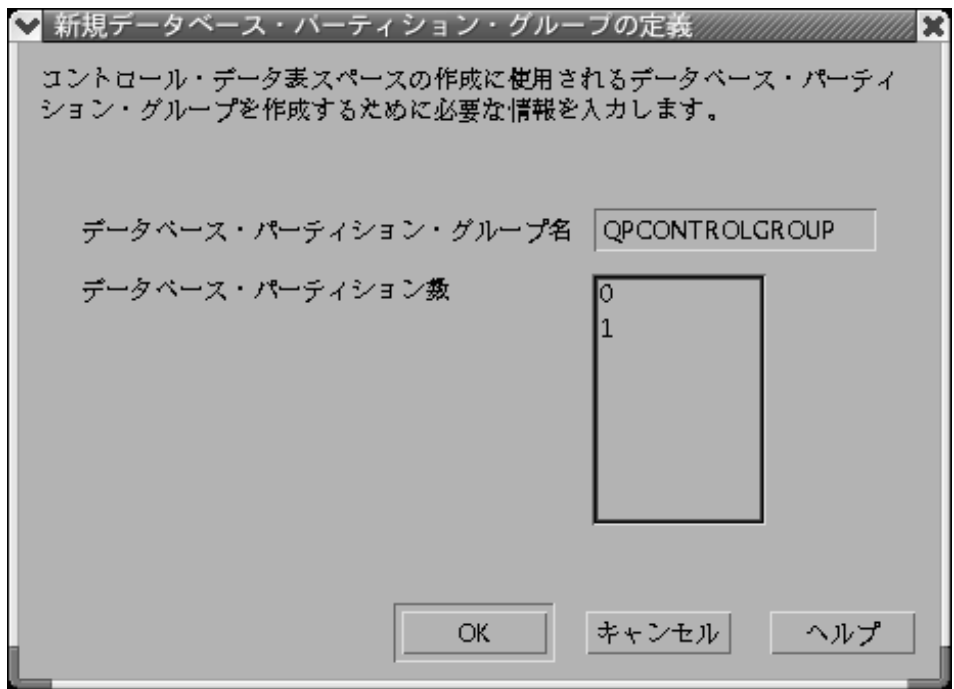 新規データベース・パーティション・グループの定義
コントロール・データ表スペースの作成に使用されるデータベース・パーティ
ション・グループを作成するために必要な情報を入力します。
データベース・パーティション・グループ名 QPCONTROLGROUP
データベース・パーティション数
0
1
OK キャンセル ヘルプ